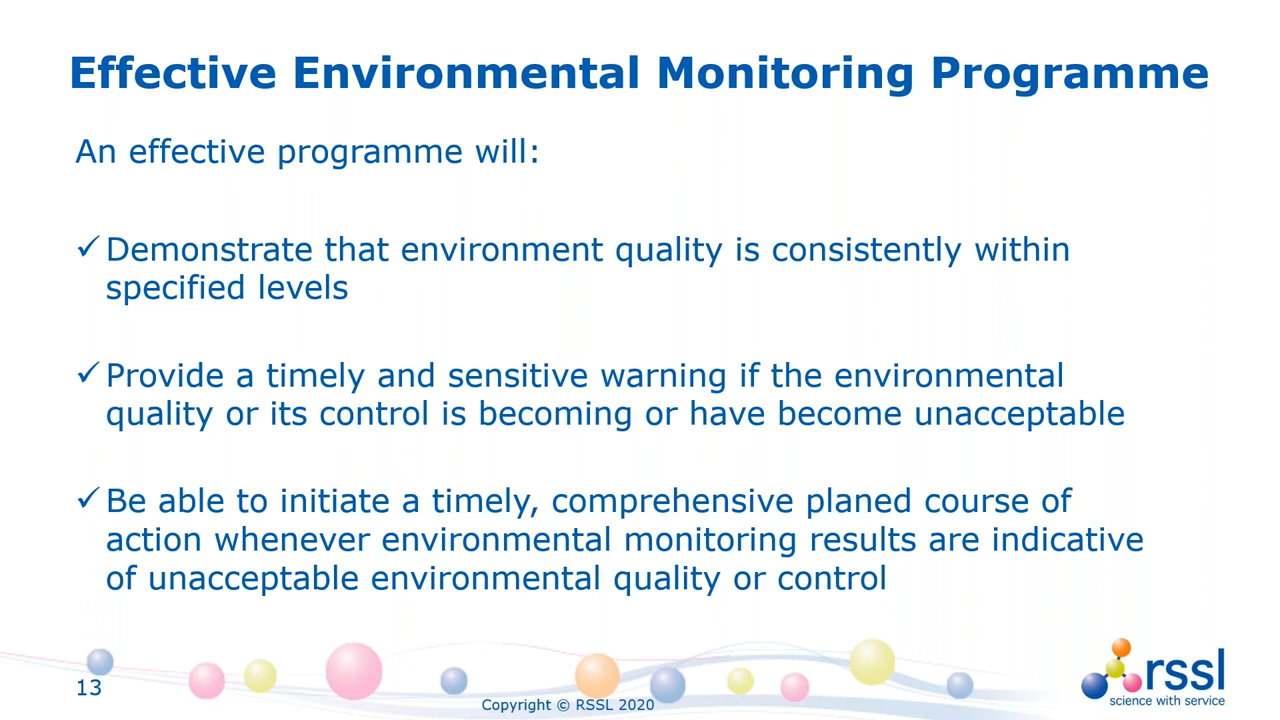 Effective Environmental Monitoring Programme
An effective programme will:
✓ Demonstrate that environment quality is consistently within
specified levels
✓ Provide a timely and sensitive warning if the environmental
quality or its control is becoming or have become unacceptable
✓ Be able to initiate a timely, comprehensive planed course of
action whenever environmental monitoring results are indicative
of unacceptable environmental quality or control
13
Copyright © RSSL 2020
rssl
science with service